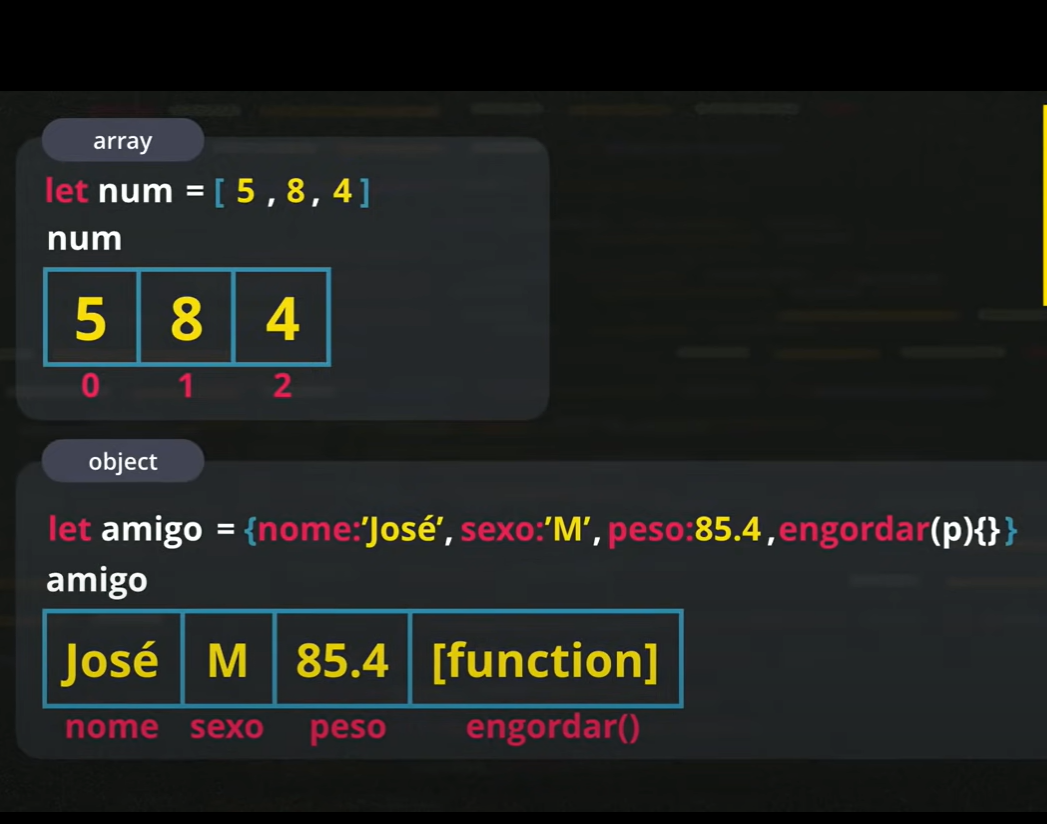 array
let num = [ 5 , 8 , 4 ]
num
5 8 4
0 1 2
object
let amigo = {nome:’José’, sexo:’M’, peso:85.4 ,engordar(p){}}
amigo
José M 85.4 [function]
nome sexo peso engordar()